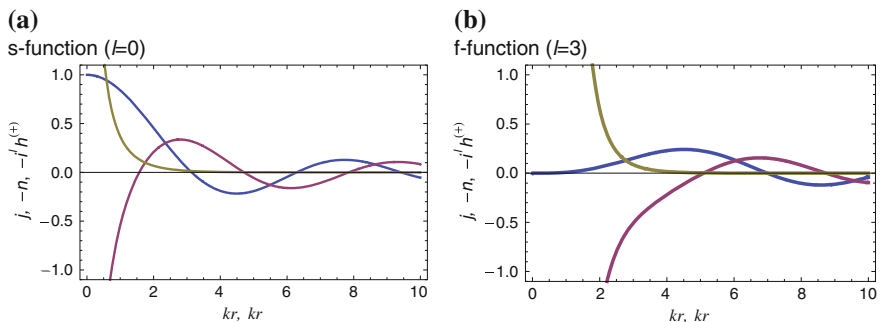 (a)
s-function (l=0)
j, −n, −i^l h^(+)
1.0
0.5
0.0
−0.5
−1.0
0 2 4 6 8 10
kr, kr
(b)
f-function (l=3)
j, −n, −i^l h^(+)
1.0
0.5
0.0
−0.5
−1.0
0 2 4 6 8 10
kr, kr